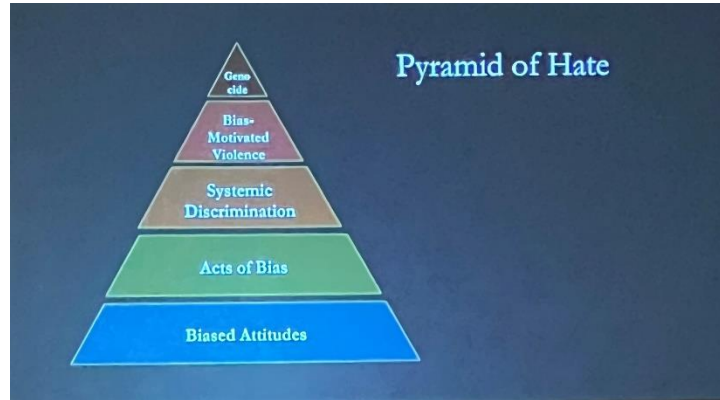 Pyramid of Hate
Geno
cide
Bias-
Motivated
Violence
Systemic
Discrimination
Acts of Bias
Biased Attitudes